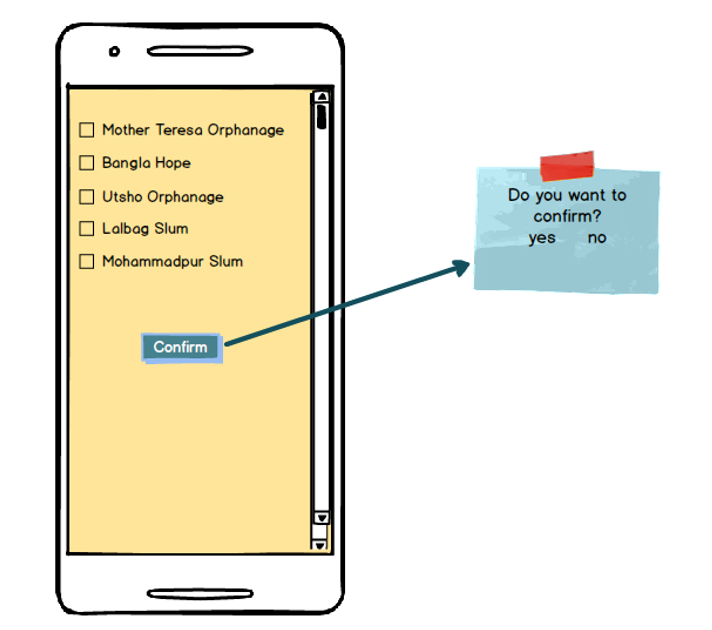 Mother Teresa Orphanage
Bangla Hope
Utsho Orphanage
Lalbag Slum
Mohammadpur Slum
Confirm
Do you want to
confirm?
yes no